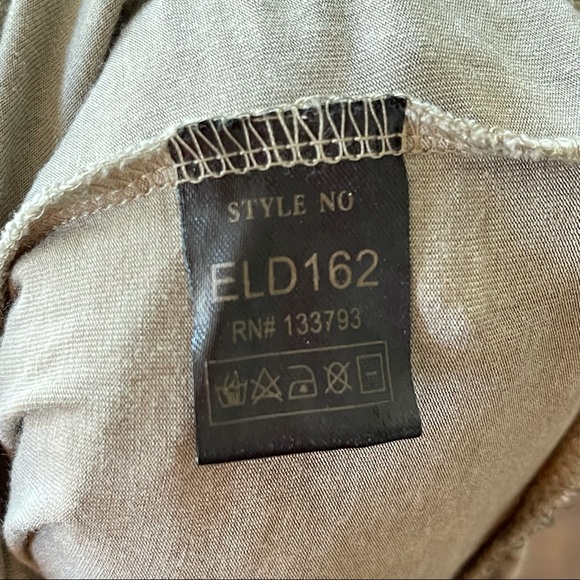 STYLE NO
ELD162
RN# 133793